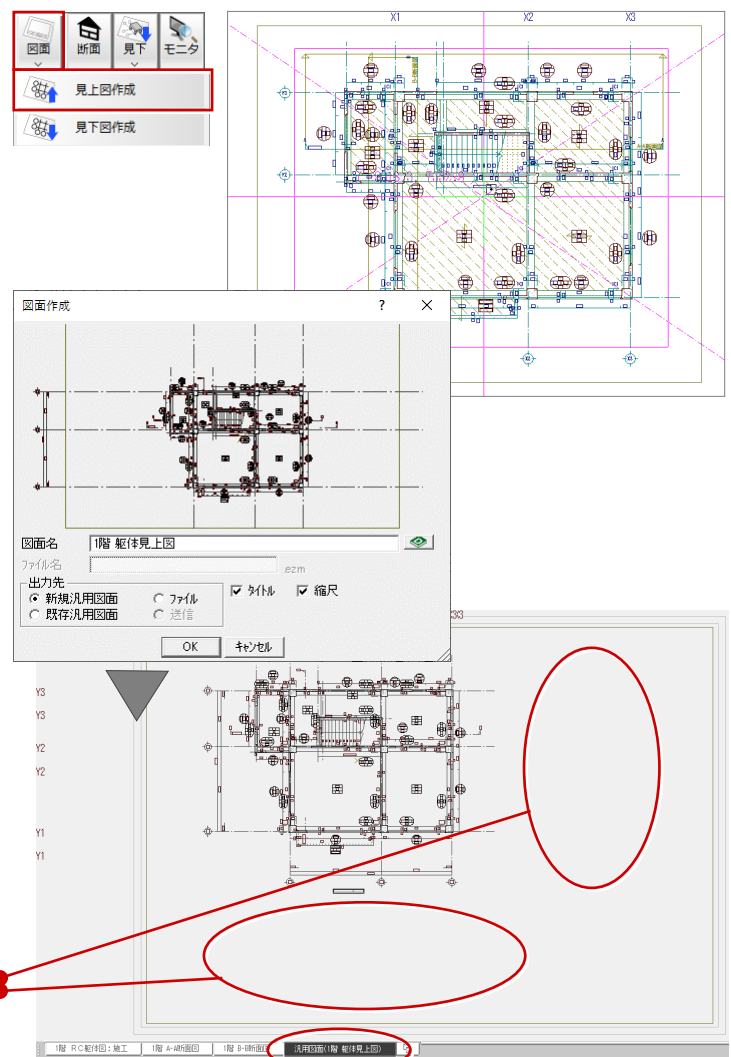 図面 断面 見下 モニタ
見上図作成
見下図作成
X1 X2 X3
図面作成 ?
図面名 1階 躯体見上図
ファイル名 ezm
出力先
新規汎用図面 ファイル
既存汎用図面 送信
タイトル 縮尺
OK キャンセル
Y3
Y3
Y2
Y2
Y1
Y1
1階 RC躯体図:施工 1階 A-A断面図 1階 B-B断面図 汎用図面(1階 躯体見上図)